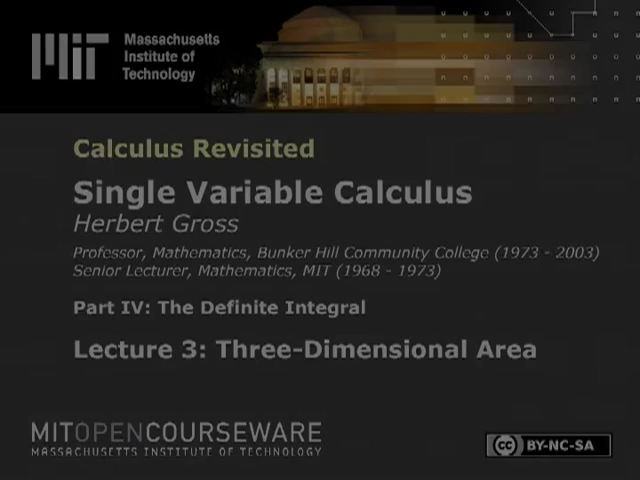 MIT
Massachusetts
Institute of
Technology
Calculus Revisited
Single Variable Calculus
Herbert Gross
Professor, Mathematics, Bunker Hill Community College (1973 - 2003)
Senior Lecturer, Mathematics, MIT (1968 - 1973)
Part IV: The Definite Integral
Lecture 3: Three-Dimensional Area
MITOPENCOURSEWARE
MASSACHUSETTS INSTITUTE OF TECHNOLOGY
cc BY-NC-SA